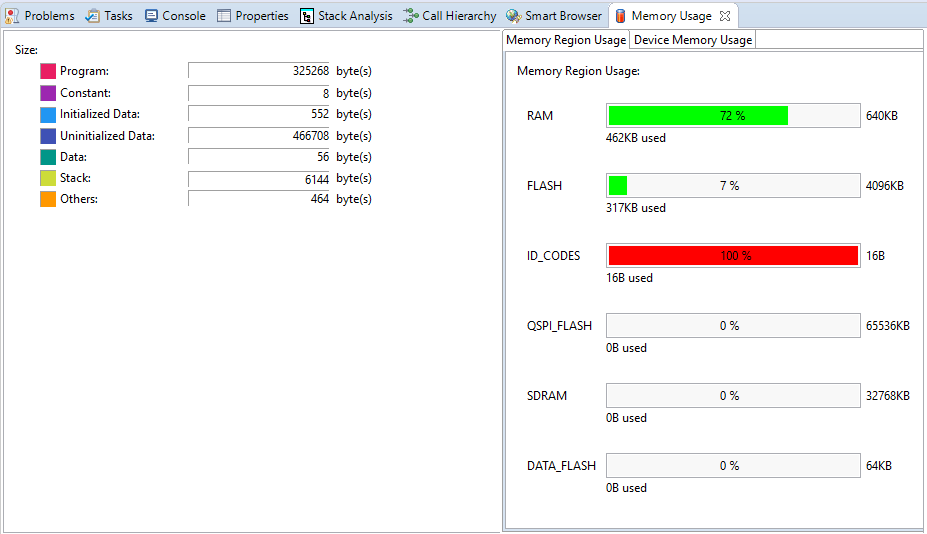 Problems Tasks Console Properties Stack Analysis Call Hierarchy Smart Browser Memory Usage
Size:
Program: 325268 byte(s)
Constant: 8 byte(s)
Initialized Data: 552 byte(s)
Uninitialized Data: 466708 byte(s)
Data: 56 byte(s)
Stack: 6144 byte(s)
Others: 464 byte(s)
Memory Region Usage Device Memory Usage
Memory Region Usage:
RAM 72 % 640KB
462KB used
FLASH 7 % 4096KB
317KB used
ID_CODES 100 % 16B
16B used
QSPI_FLASH 0 % 65536KB
0B used
SDRAM 0 % 32768KB
0B used
DATA_FLASH 0 % 64KB
0B used